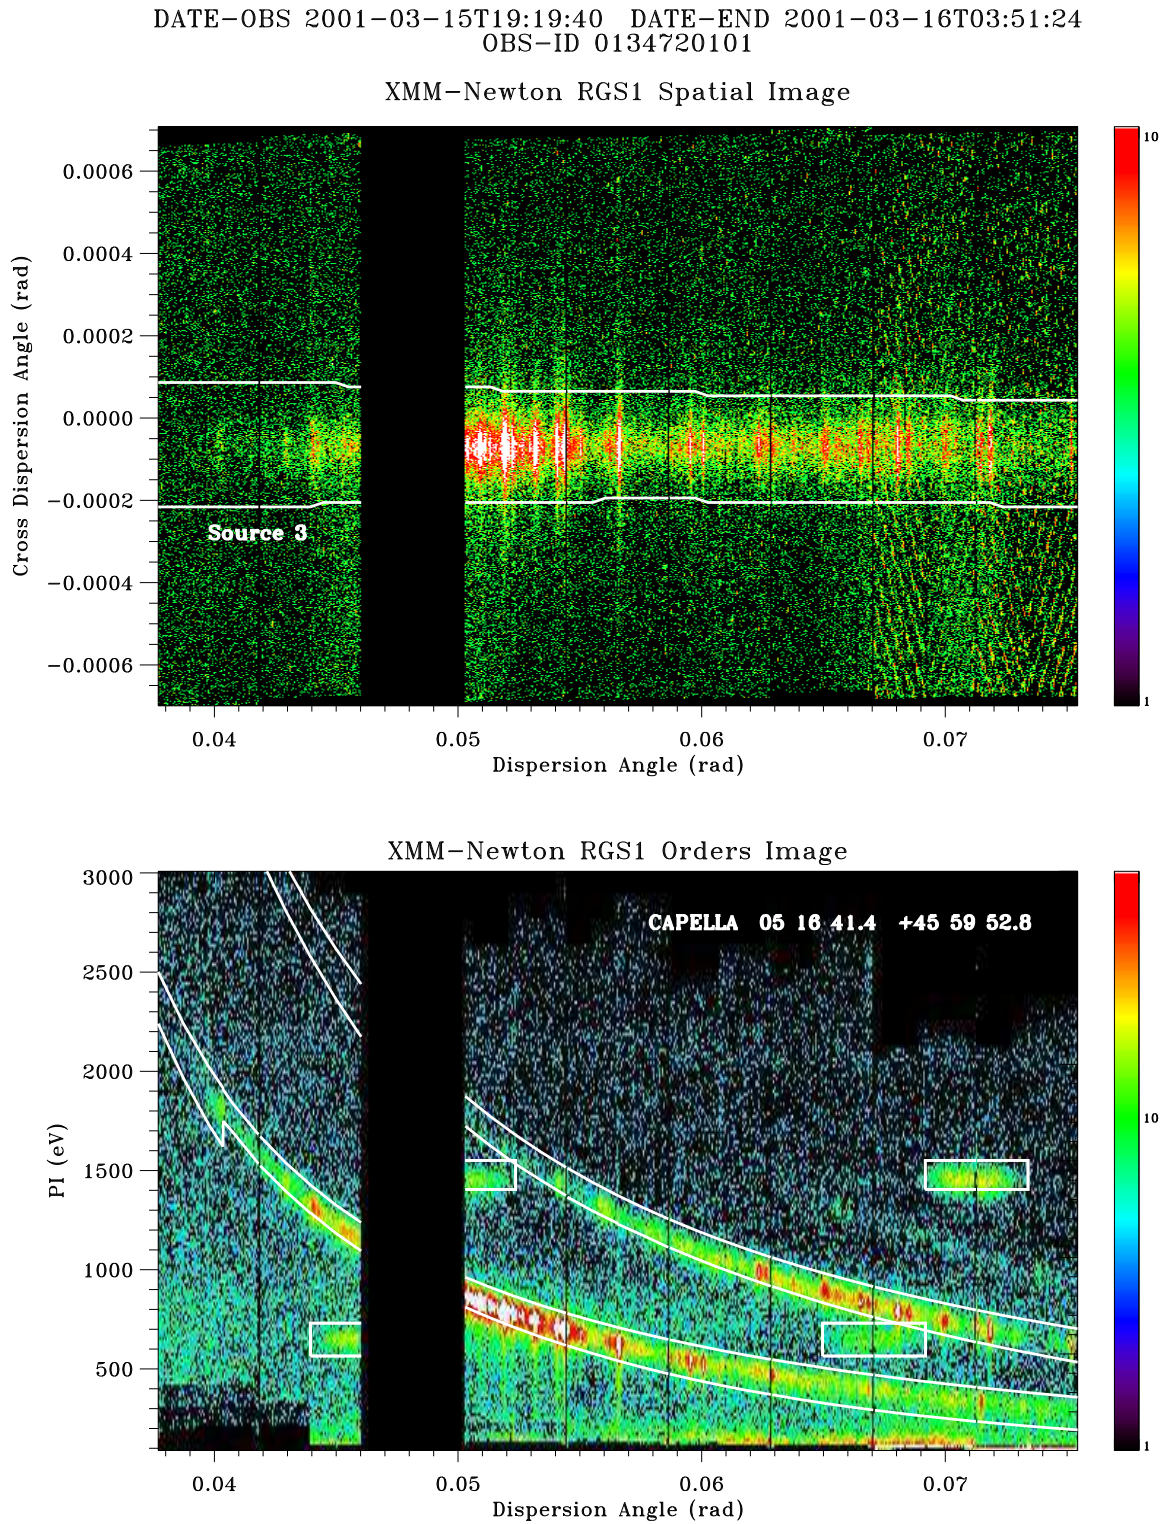 DATE-OBS 2001-03-15T19:19:40 DATE-END 2001-03-16T03:51:24
OBS-ID 0134720101
XMM-Newton RGS1 Spatial Image
10
0.0006
0.0004
0.0002
0.0000
-0.0002
-0.0004
-0.0006
Cross Dispersion Angle (rad)
Source 3
1
0.04 0.05 0.06 0.07
Dispersion Angle (rad)
XMM-Newton RGS1 Orders Image
3000
2500
2000
1500
1000
500
PI (eV)
CAPELLA 05 16 41.4 +45 59 52.8
10
1
0.04 0.05 0.06 0.07
Dispersion Angle (rad)